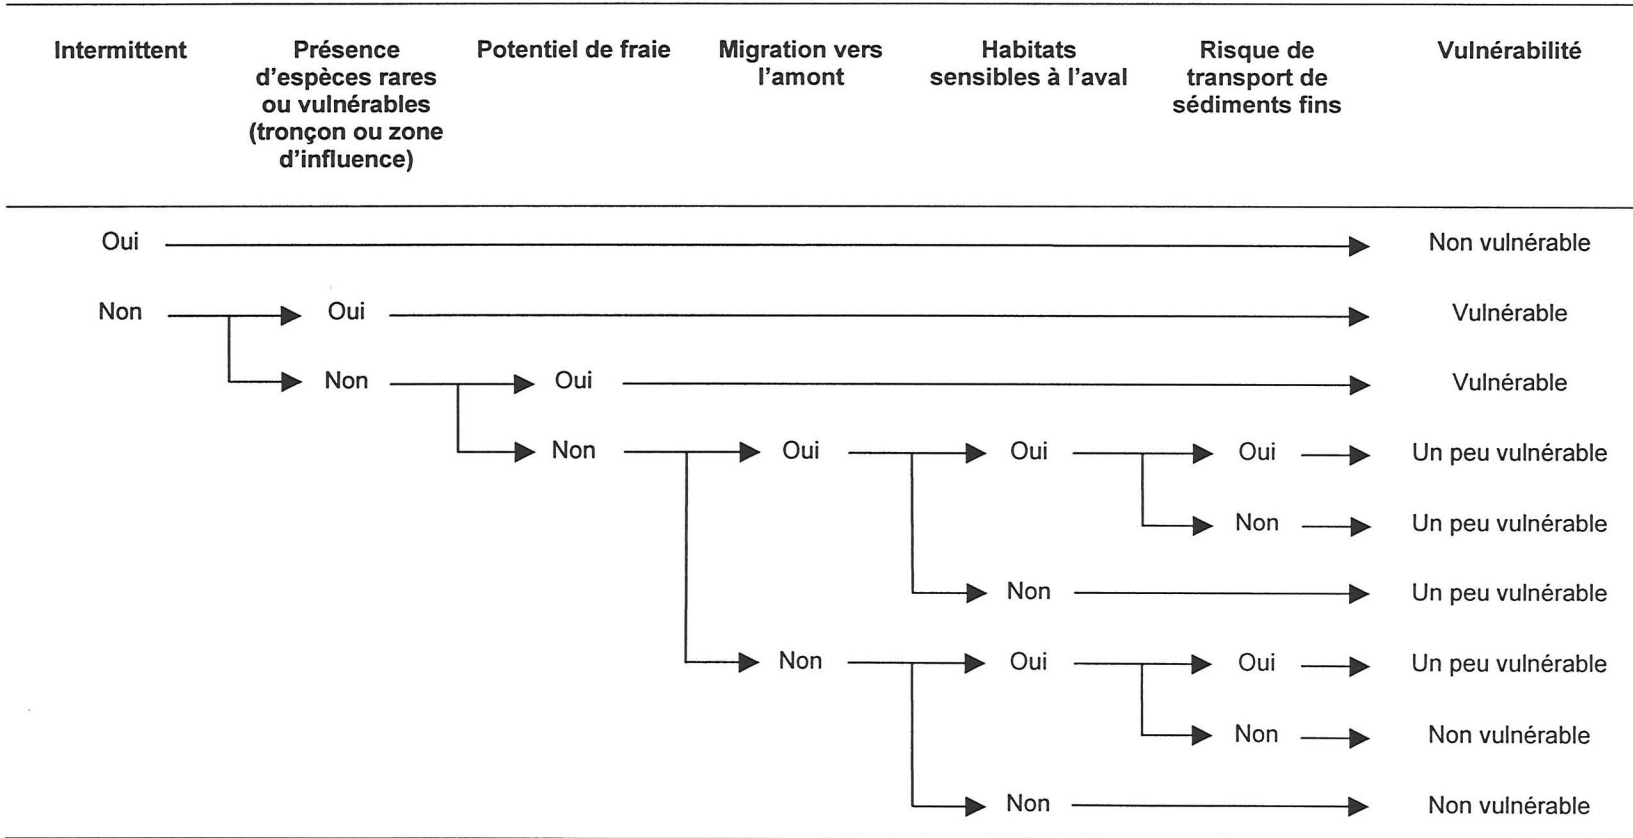 Intermittent
Présence
d'espèces rares
ou vulnérables
(tronçon ou zone
d'influence)
Potentiel de fraie
Migration vers
l'amont
Habitats
sensibles à l'aval
Risque de
transport de
sédiments fins
Vulnérabilité
Oui Non vulnérable
Non Oui Vulnérable
Non Oui Vulnérable
Non Oui Oui Oui Un peu vulnérable
Non Un peu vulnérable
Non Un peu vulnérable
Non Oui Oui Un peu vulnérable
Non Non vulnérable
Non Non vulnérable